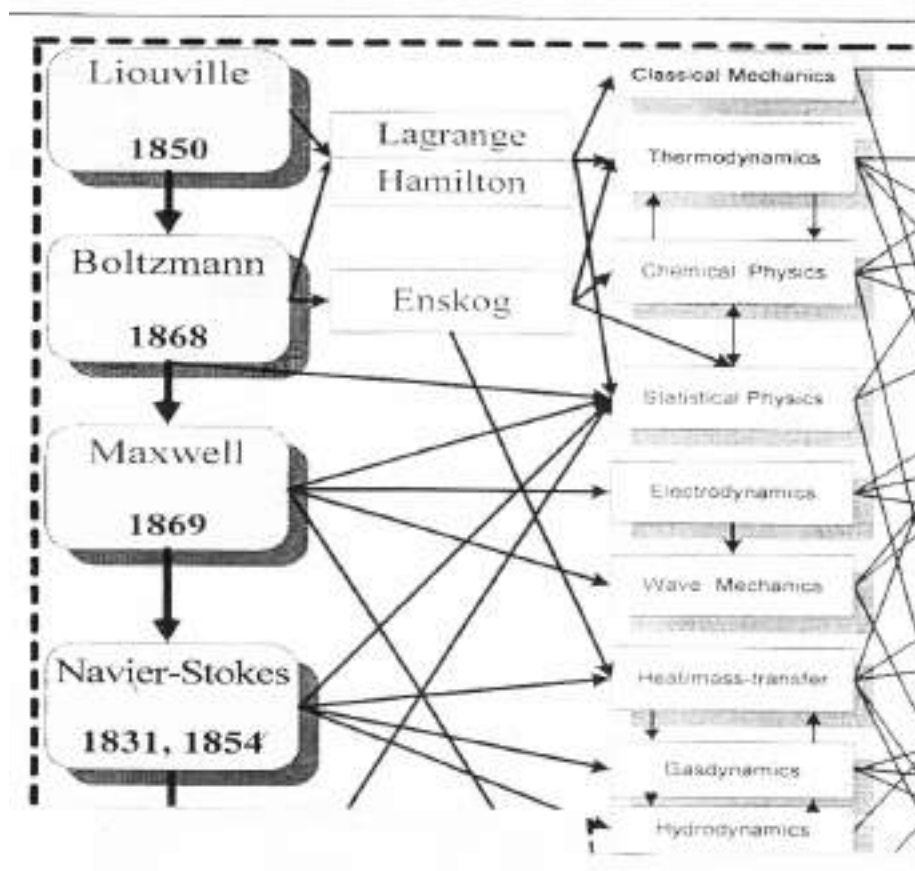 Liouville
1850
Boltzmann
1868
Maxwell
1869
Navier-Stokes
1831, 1854
Lagrange
Hamilton
Enskog
Classical Mechanics
Thermodynamics
Chemical Physics
Statistical Physics
Electrodynamics
Wave Mechanics
Heat/mass-transfer
Gasdynamics
Hydrodynamics